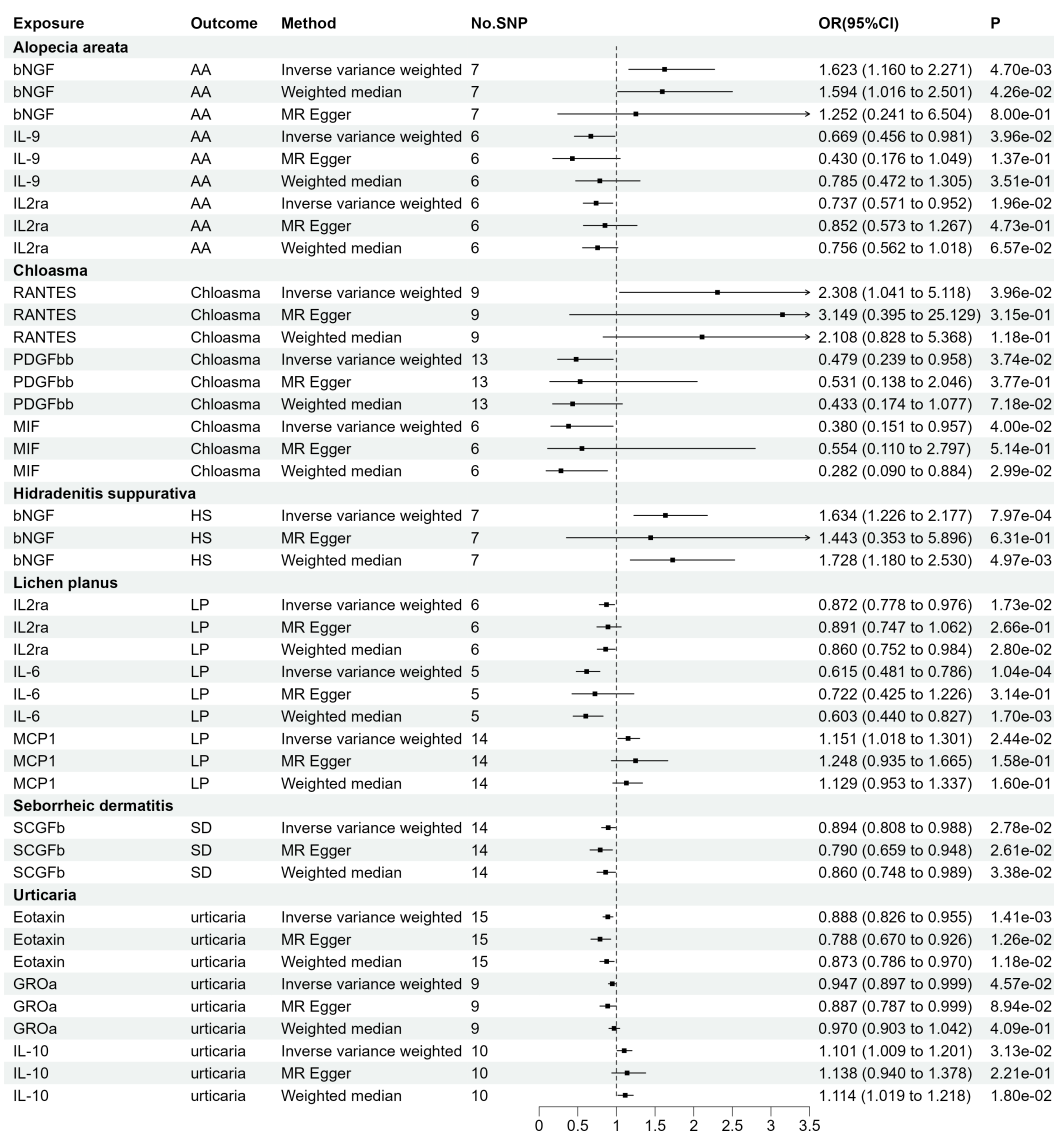 Exposure Outcome Method No.SNP OR(95%CI) P
Alopecia areata
bNGF AA Inverse variance weighted 7 1.623 (1.160 to 2.271) 4.70e-03
bNGF AA Weighted median 7 1.594 (1.016 to 2.501) 4.26e-02
bNGF AA MR Egger 7 1.252 (0.241 to 6.504) 8.00e-01
IL-9 AA Inverse variance weighted 6 0.669 (0.456 to 0.981) 3.96e-02
IL-9 AA MR Egger 6 0.430 (0.176 to 1.049) 1.37e-01
IL-9 AA Weighted median 6 0.785 (0.472 to 1.305) 3.51e-01
IL2ra AA Inverse variance weighted 6 0.737 (0.571 to 0.952) 1.96e-02
IL2ra AA MR Egger 6 0.852 (0.573 to 1.267) 4.73e-01
IL2ra AA Weighted median 6 0.756 (0.562 to 1.018) 6.57e-02
Chloasma
RANTES Chloasma Inverse variance weighted 9 2.308 (1.041 to 5.118) 3.96e-02
RANTES Chloasma MR Egger 9 3.149 (0.395 to 25.129) 3.15e-01
RANTES Chloasma Weighted median 9 2.108 (0.828 to 5.368) 1.18e-01
PDGFbb Chloasma Inverse variance weighted 13 0.479 (0.239 to 0.958) 3.74e-02
PDGFbb Chloasma MR Egger 13 0.531 (0.138 to 2.046) 3.77e-01
PDGFbb Chloasma Weighted median 13 0.433 (0.174 to 1.077) 7.18e-02
MIF Chloasma Inverse variance weighted 6 0.380 (0.151 to 0.957) 4.00e-02
MIF Chloasma MR Egger 6 0.554 (0.110 to 2.797) 5.14e-01
MIF Chloasma Weighted median 6 0.282 (0.090 to 0.884) 2.99e-02
Hidradenitis suppurativa
bNGF HS Inverse variance weighted 7 1.634 (1.226 to 2.177) 7.97e-04
bNGF HS MR Egger 7 1.443 (0.353 to 5.896) 6.31e-01
bNGF HS Weighted median 7 1.728 (1.180 to 2.530) 4.97e-03
Lichen planus
IL2ra LP Inverse variance weighted 6 0.872 (0.778 to 0.976) 1.73e-02
IL2ra LP MR Egger 6 0.891 (0.747 to 1.062) 2.66e-01
IL2ra LP Weighted median 6 0.860 (0.752 to 0.984) 2.80e-02
IL-6 LP Inverse variance weighted 5 0.615 (0.481 to 0.786) 1.04e-04
IL-6 LP MR Egger 5 0.722 (0.425 to 1.226) 3.14e-01
IL-6 LP Weighted median 5 0.603 (0.440 to 0.827) 1.70e-03
MCP1 LP Inverse variance weighted 14 1.151 (1.018 to 1.301) 2.44e-02
MCP1 LP MR Egger 14 1.248 (0.935 to 1.665) 1.58e-01
MCP1 LP Weighted median 14 1.129 (0.953 to 1.337) 1.60e-01
Seborrheic dermatitis
SCGFb SD Inverse variance weighted 14 0.894 (0.808 to 0.988) 2.78e-02
SCGFb SD MR Egger 14 0.790 (0.659 to 0.948) 2.61e-02
SCGFb SD Weighted median 14 0.860 (0.748 to 0.989) 3.38e-02
Urticaria
Eotaxin urticaria Inverse variance weighted 15 0.888 (0.826 to 0.955) 1.41e-03
Eotaxin urticaria MR Egger 15 0.788 (0.670 to 0.926) 1.26e-02
Eotaxin urticaria Weighted median 15 0.873 (0.786 to 0.970) 1.18e-02
GROa urticaria Inverse variance weighted 9 0.947 (0.897 to 0.999) 4.57e-02
GROa urticaria MR Egger 9 0.887 (0.787 to 0.999) 8.94e-02
GROa urticaria Weighted median 9 0.970 (0.903 to 1.042) 4.09e-01
IL-10 urticaria Inverse variance weighted 10 1.101 (1.009 to 1.201) 3.13e-02
IL-10 urticaria MR Egger 10 1.138 (0.940 to 1.378) 2.21e-01
IL-10 urticaria Weighted median 10 1.114 (1.019 to 1.218) 1.80e-02
0 0.5 1 1.5 2 2.5 3 3.5